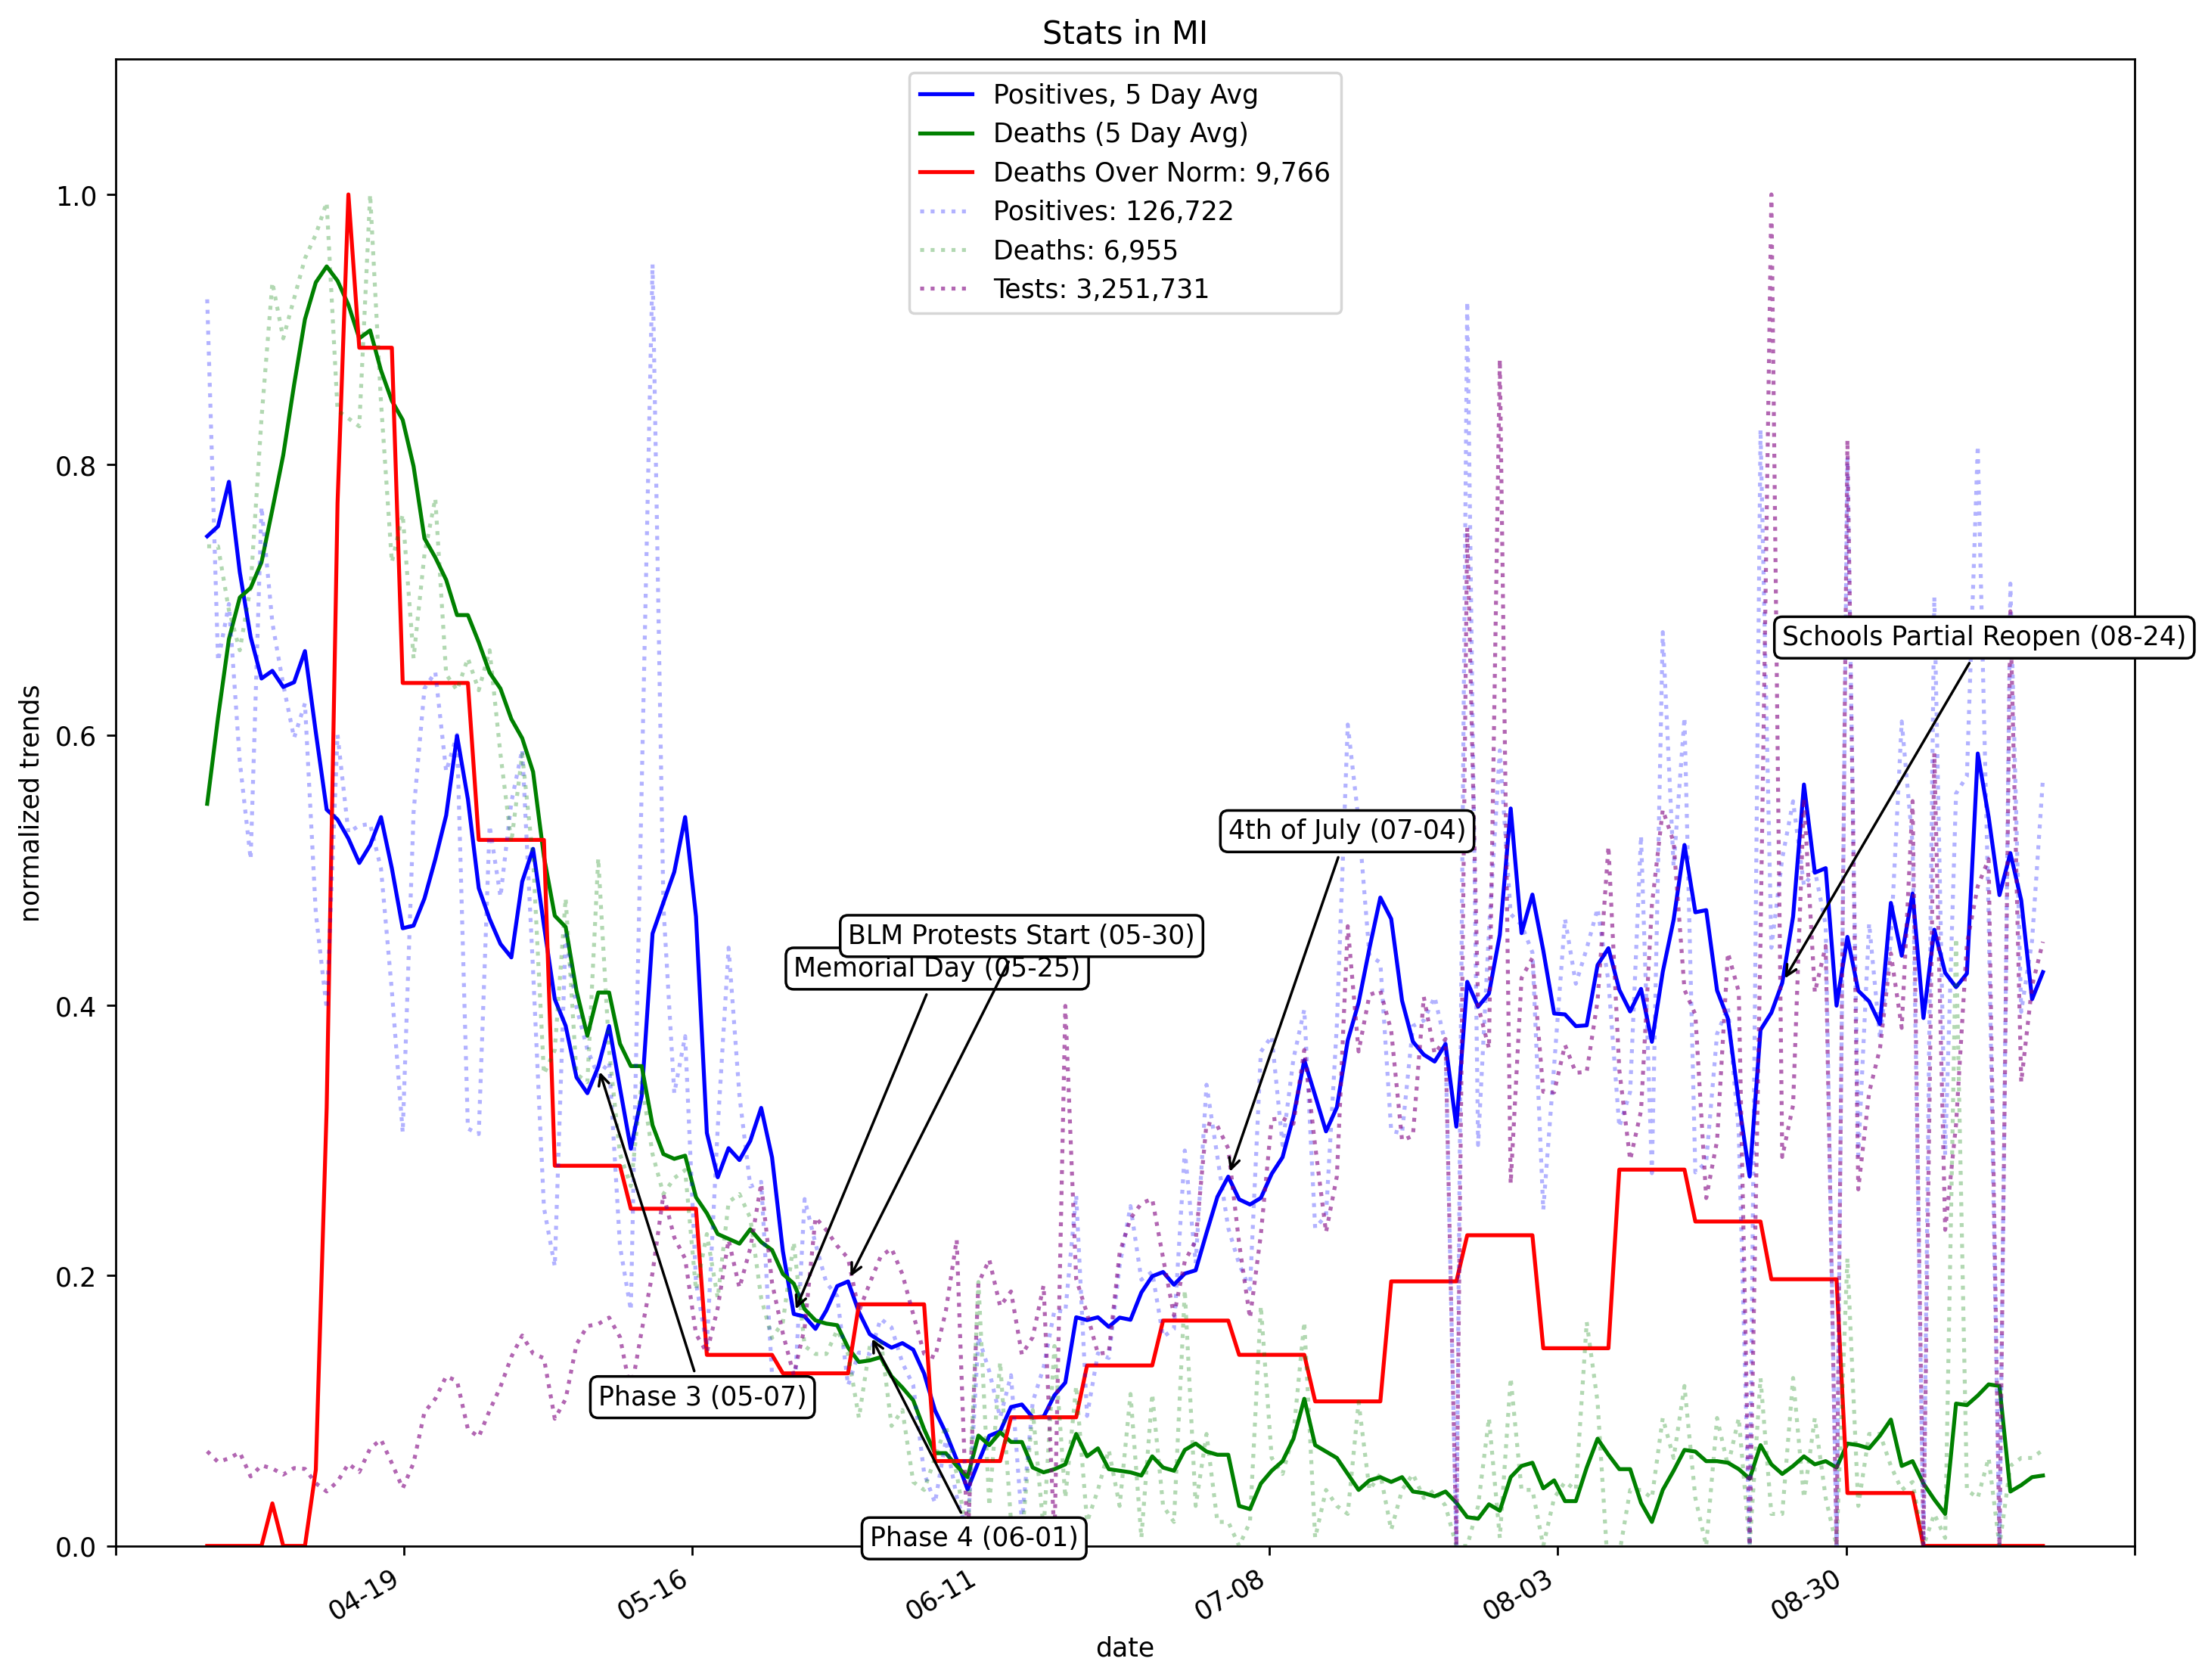 Stats in MI
Positives, 5 Day Avg
Deaths (5 Day Avg)
Deaths Over Norm: 9,766
Positives: 126,722
Deaths: 6,955
Tests: 3,251,731
1.0
0.8
0.6
0.4
0.2
0.0
normalized trends
Schools Partial Reopen (08-24)
4th of July (07-04)
BLM Protests Start (05-30)
Memorial Day (05-25)
Phase 3 (05-07)
Phase 4 (06-01)
04-19
05-16
06-11
07-08
08-03
08-30
date